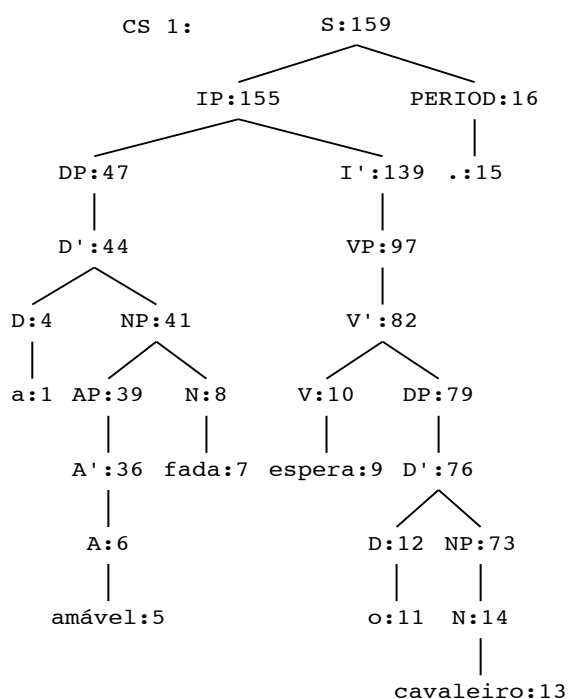 CS 1: S:159
IP:155 PERIOD:16
DP:47 I':139 .:15
D':44 VP:97
D:4 NP:41 V':82
a:1 AP:39 N:8 V:10 DP:79
A':36 fada:7 espera:9 D':76
A:6 D:12 NP:73
amável:5 o:11 N:14
cavaleiro:13